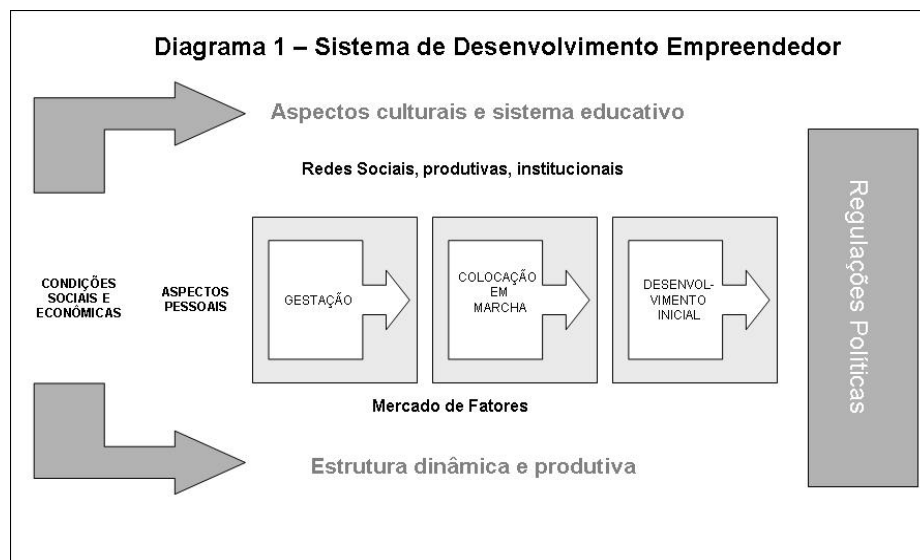 Diagrama 1 – Sistema de Desenvolvimento Empreendedor
Aspectos culturais e sistema educativo
Redes Sociais, produtivas, institucionais
CONDIÇÕES
SOCIAIS E
ECONÔMICAS
ASPECTOS
PESSOAIS
GESTAÇÃO
COLOCAÇÃO
EM
MARCHA
DESENVOL-
VIMENTO
INICIAL
Regulações Políticas
Mercado de Fatores
Estrutura dinâmica e produtiva